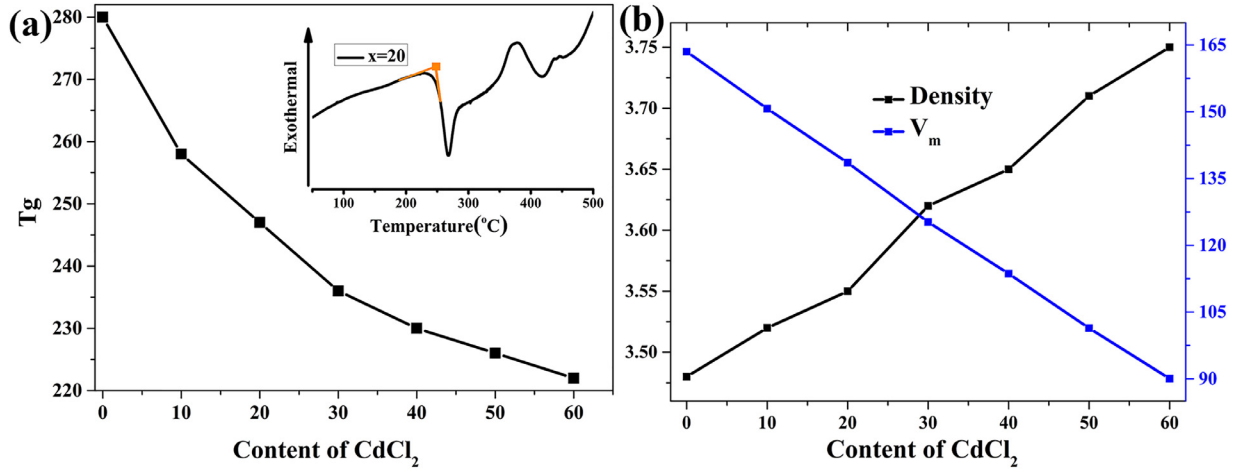 (a)
280
270
260
250
240
230
220
Tg
0 10 20 30 40 50 60
Content of CdCl₂
Exothermal
x=20
100 200 300 400 500
Temperature(°C)
(b)
3.75
3.70
3.65
3.60
3.55
3.50
Density
Vₘ
165
150
135
120
105
90
0 10 20 30 40 50 60
Content of CdCl₂